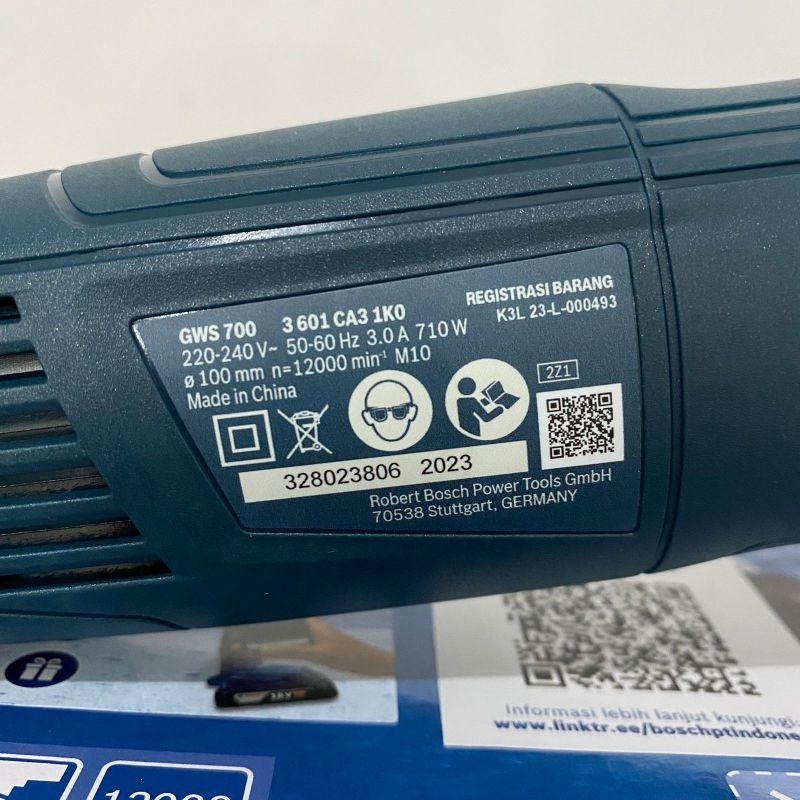 GWS 700 3 601 CA3 1K0
220-240 V~ 50-60 Hz 3.0 A 710 W
ø 100 mm n=12000 min⁻¹ M10
Made in China
REGISTRASI BARANG
K3L 23-L-000493
2Z1
328023806 2023
Robert Bosch Power Tools GmbH
70538 Stuttgart, GERMANY
18V
Informasi lebih lanjut kunjungi
www.linktr.ee/boschptindone